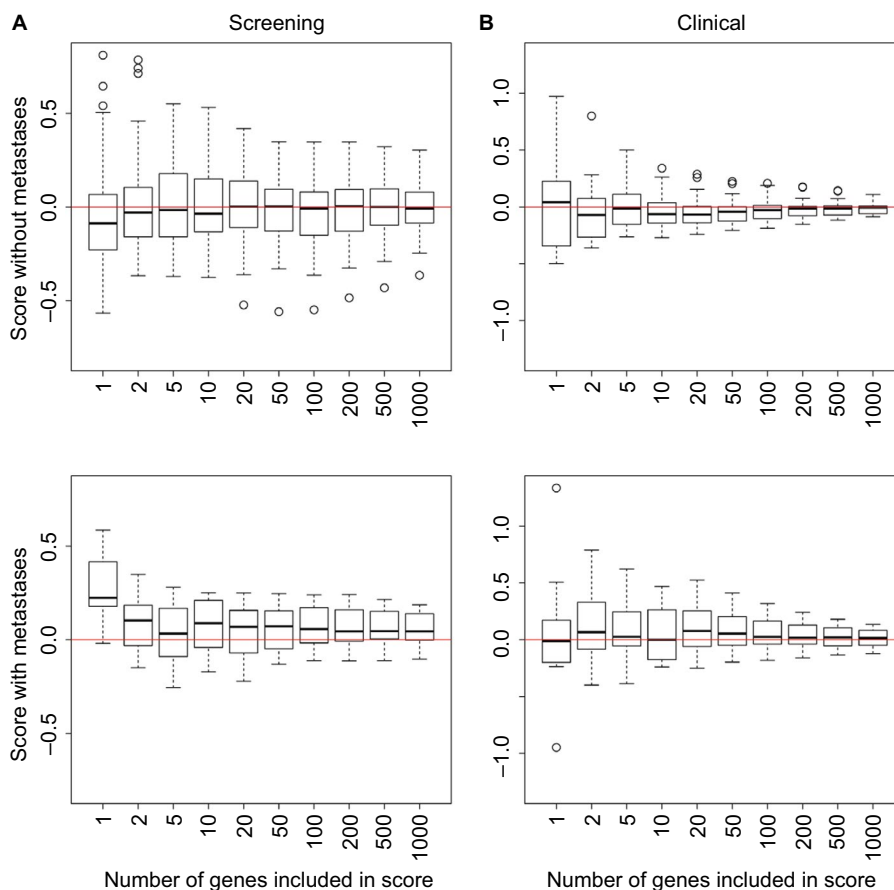 A
Screening
B
Clinical
Score without metastases
0.5
0.0
−0.5
1 2 5 10 20 50 100 200 500 1000
1.0
0.5
0.0
−1.0
1 2 5 10 20 50 100 200 500 1000
Score with metastases
0.5
0.0
−0.5
1 2 5 10 20 50 100 200 500 1000
Number of genes included in score
1.0
0.5
0.0
−1.0
1 2 5 10 20 50 100 200 500 1000
Number of genes included in score